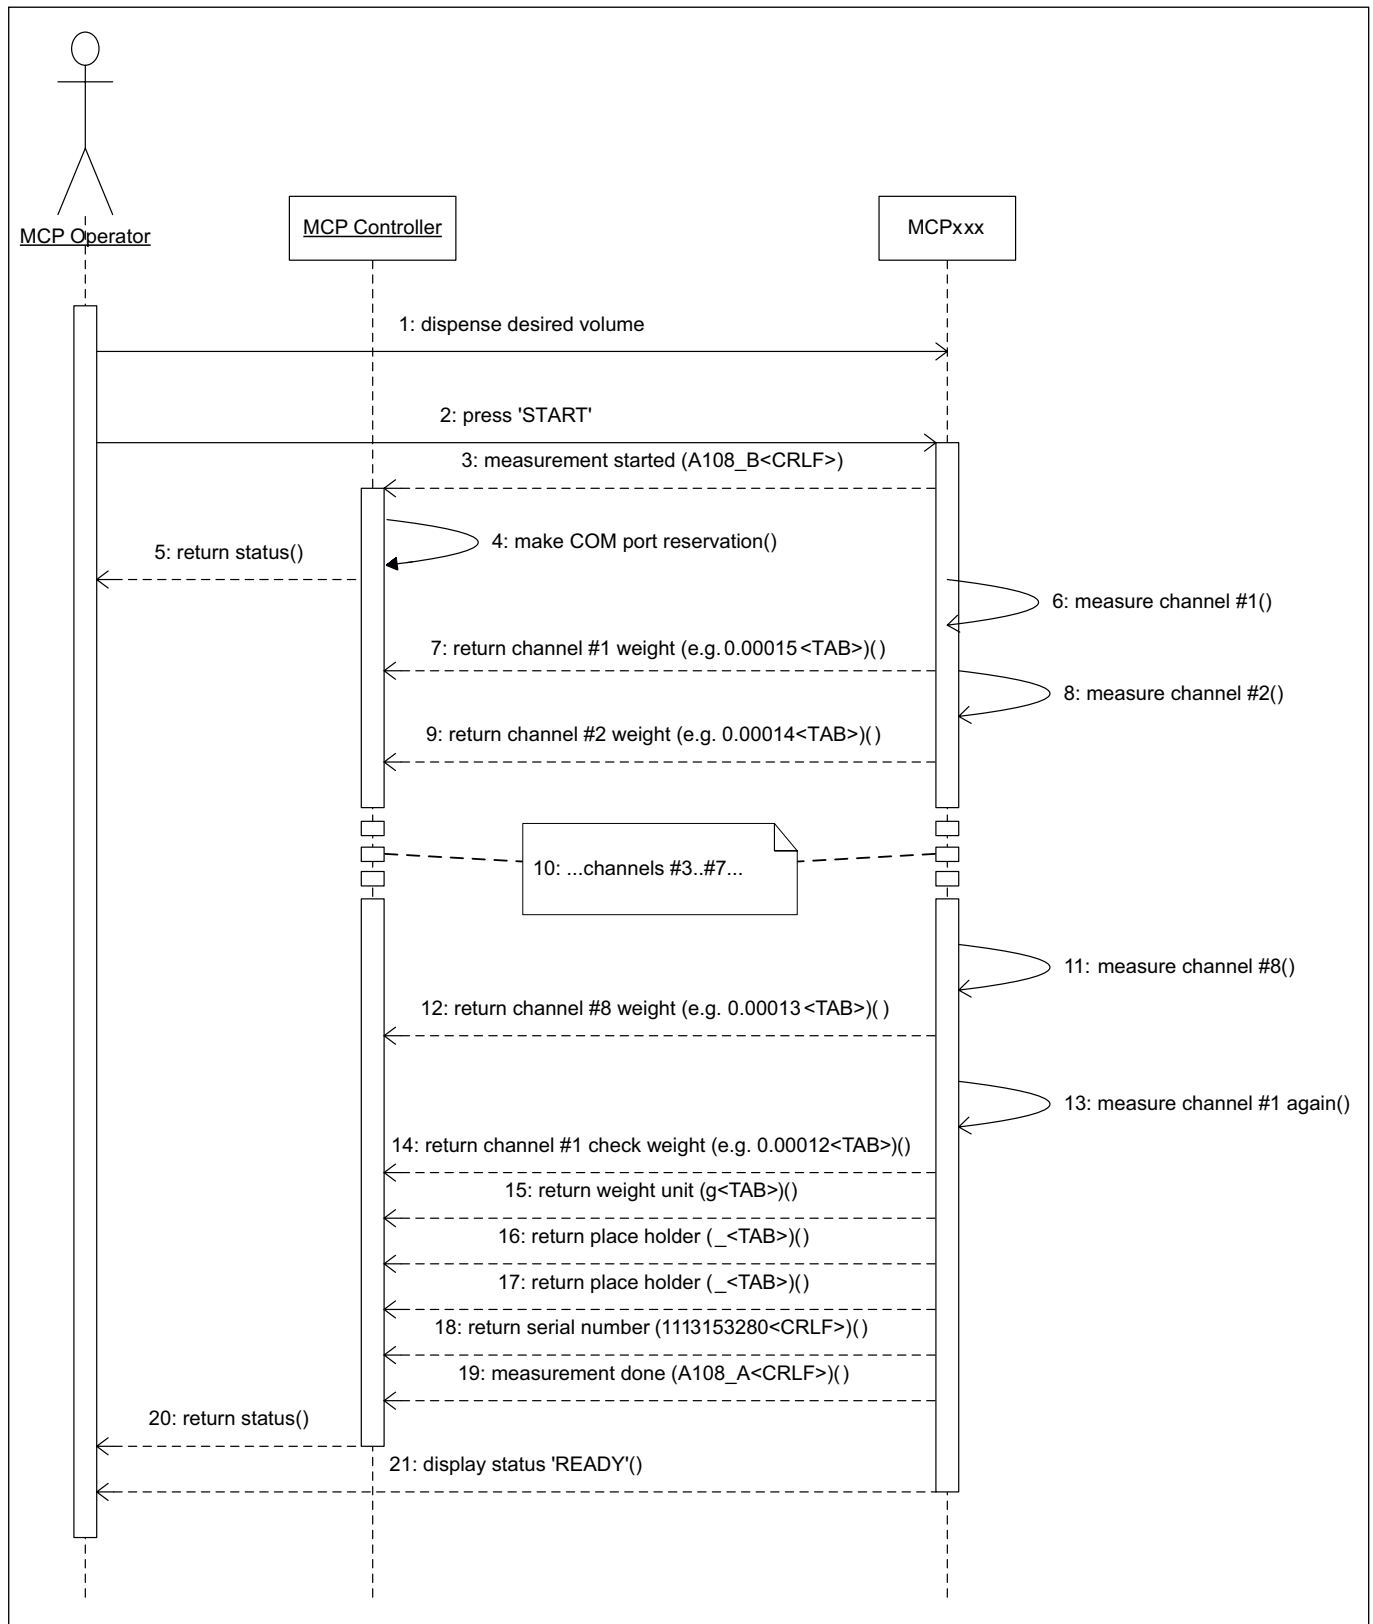 MCP Operator
MCP Controller
MCPxxx
1: dispense desired volume
2: press 'START'
3: measurement started (A108_B<CRLF>)
4: make COM port reservation()
5: return status()
6: measure channel #1()
7: return channel #1 weight (e.g. 0.00015<TAB>)()
8: measure channel #2()
9: return channel #2 weight (e.g. 0.00014<TAB>)()
10: ...channels #3..#7...
11: measure channel #8()
12: return channel #8 weight (e.g. 0.00013<TAB>)()
13: measure channel #1 again()
14: return channel #1 check weight (e.g. 0.00012<TAB>)()
15: return weight unit (g<TAB>)()
16: return place holder (_<TAB>)()
17: return place holder (_<TAB>)()
18: return serial number (1113153280<CRLF>)()
19: measurement done (A108_A<CRLF>)()
20: return status()
21: display status 'READY'()